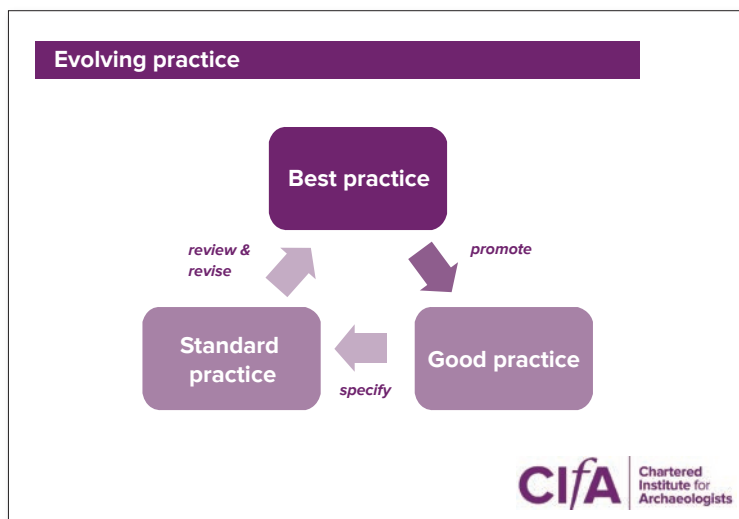 Evolving practice
Best practice
review &
revise
promote
Standard
practice
Good practice
specify
CIfA
Chartered
Institute for
Archaeologists